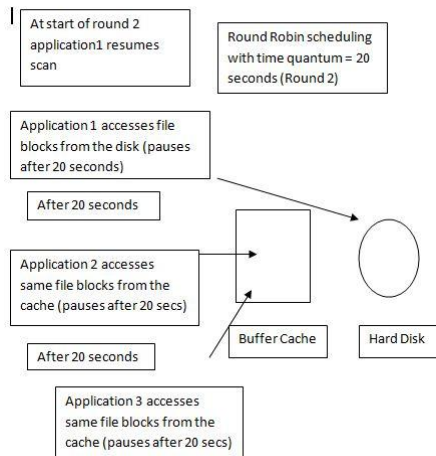 At start of round 2
application1 resumes
scan
Round Robin scheduling
with time quantum = 20
seconds (Round 2)
Application 1 accesses file
blocks from the disk (pauses
after 20 seconds)
After 20 seconds
Application 2 accesses
same file blocks from the
cache (pauses after 20 secs)
Buffer Cache
Hard Disk
After 20 seconds
Application 3 accesses
same file blocks from the
cache (pauses after 20 secs)